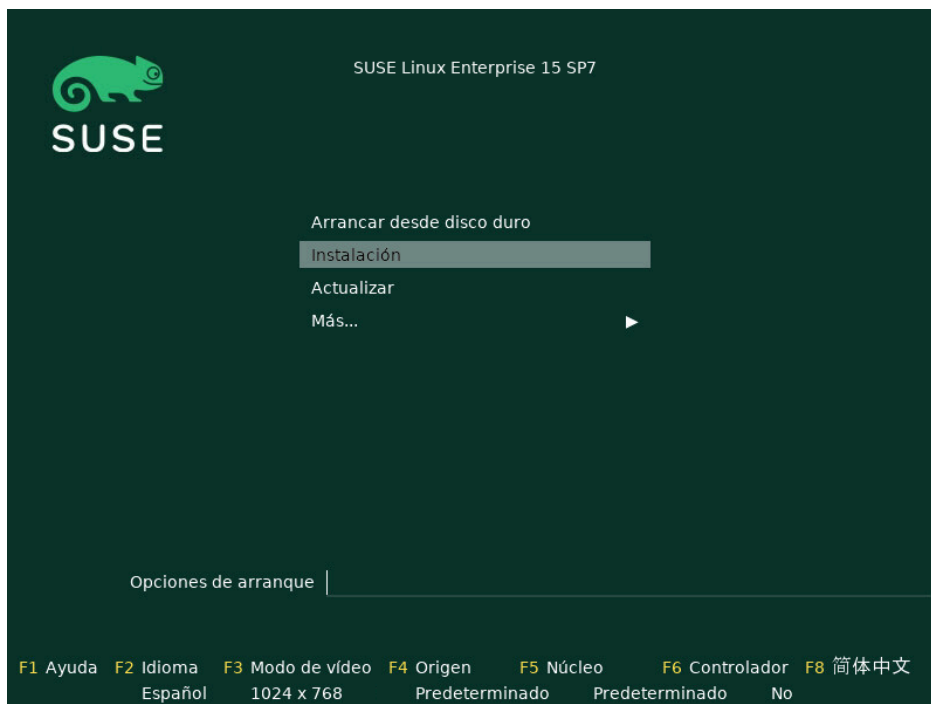 SUSE
SUSE Linux Enterprise 15 SP7
Arrancar desde disco duro
Instalación
Actualizar
Más...
Opciones de arranque
F1 Ayuda F2 Idioma F3 Modo de vídeo F4 Origen F5 Núcleo F6 Controlador F8 简体中文
Español 1024 x 768 Predeterminado Predeterminado No